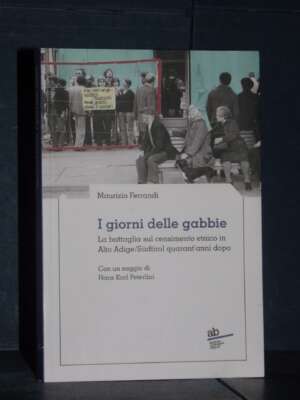 Maurizio Ferrandi
I giorni delle gabbie
La battaglia sul censimento etnico in
Alto Adige/Südtirol quarant'anni dopo
Con un saggio di
Hans Karl Peterlini
ab